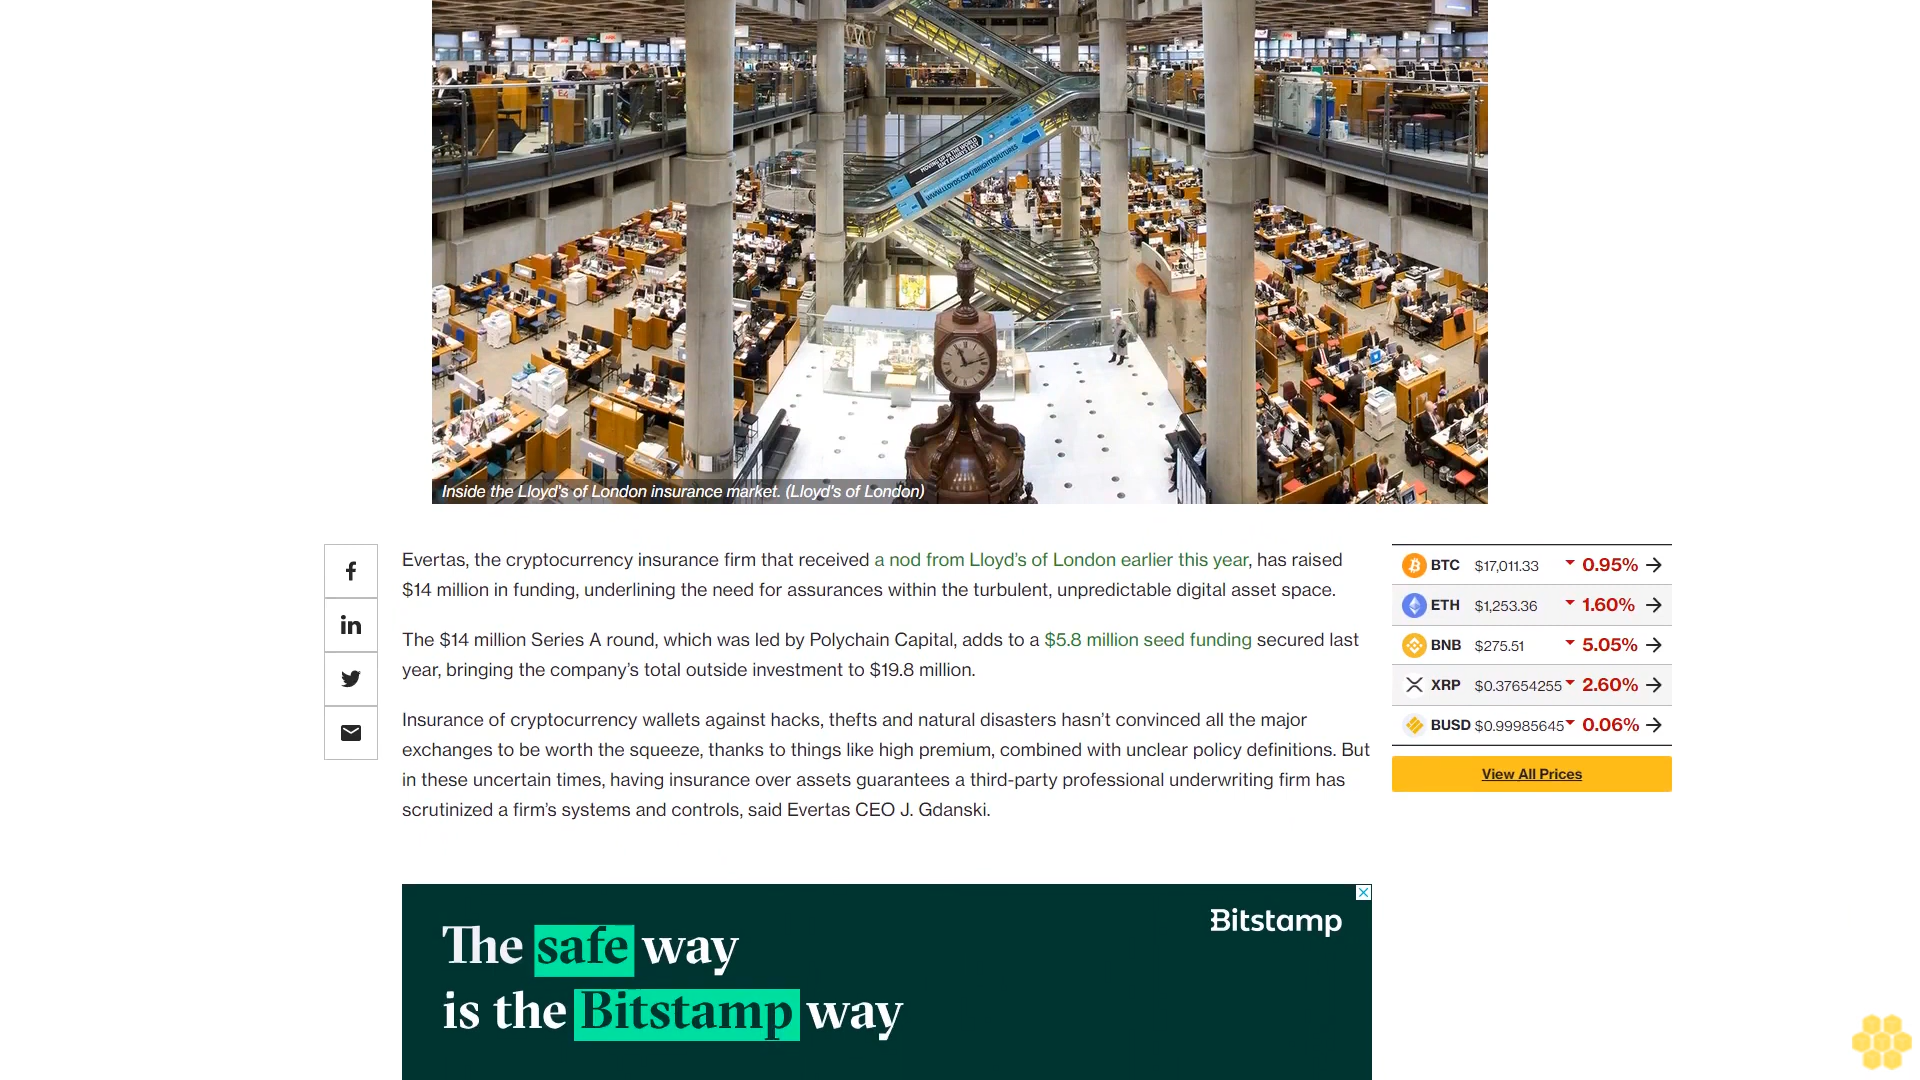 WWW.LLOYDS.COM/BRIGHTERFUTURES
Inside the Lloyd's of London insurance market. (Lloyd's of London)
Evertas, the cryptocurrency insurance firm that received a nod from Lloyd's of London earlier this year, has raised
$14 million in funding, underlining the need for assurances within the turbulent, unpredictable digital asset space.
The $14 million Series A round, which was led by Polychain Capital, adds to a $5.8 million seed funding secured last
year, bringing the company's total outside investment to $19.8 million.
Insurance of cryptocurrency wallets against hacks, thefts and natural disasters hasn't convinced all the major
exchanges to be worth the squeeze, thanks to things like high premium, combined with unclear policy definitions. But
in these uncertain times, having insurance over assets guarantees a third-party professional underwriting firm has
scrutinized a firm's systems and controls, said Evertas CEO J. Gdanski.
BTC $17,011.33 0.95%
ETH $1,253.36 1.60%
BNB $275.51 5.05%
XRP $0.37654255 2.60%
BUSD $0.99985645 0.06%
View All Prices
Bitstamp
The safe way
is the Bitstamp way